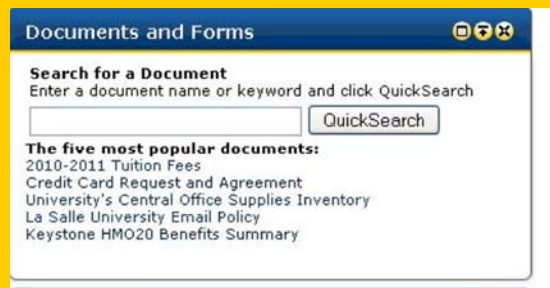 Documents and Forms
Search for a Document
Enter a document name or keyword and click QuickSearch
QuickSearch
The five most popular documents:
2010-2011 Tuition Fees
Credit Card Request and Agreement
University's Central Office Supplies Inventory
La Salle University Email Policy
Keystone HMO20 Benefits Summary